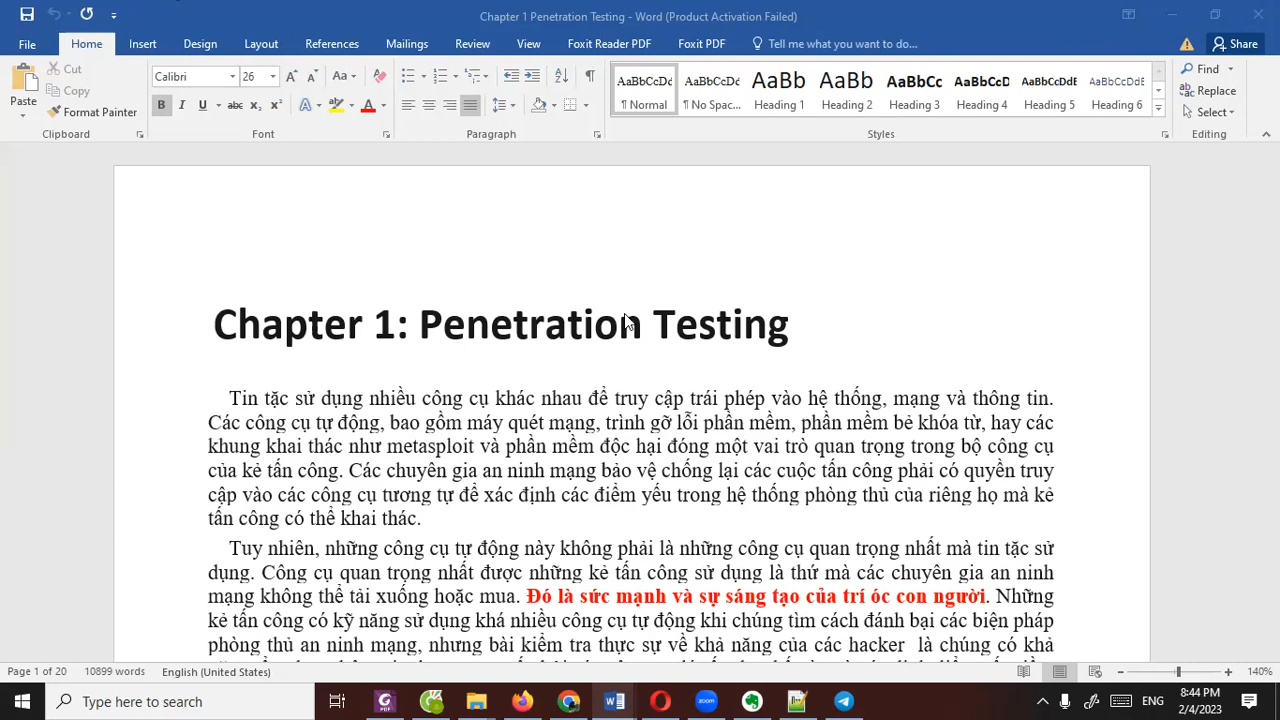 Chapter 1 Penetration Testing - Word (Product Activation Failed)
File Home Insert Design Layout References Mailings Review View Foxit Reader PDF Foxit PDF Tell me what you want to do... Share
Cut
Copy
Paste
Format Painter
Clipboard
Calibri 26
Font
Paragraph
AaBbCcDd AaBbCcDd AaBb AaBb AaBbCc AaBbCcD AaBbCcDdE AaBbCcDdE
¶ Normal ¶ No Spac... Heading 1 Heading 2 Heading 3 Heading 4 Heading 5 Heading 6
Styles
Find
Replace
Select
Editing
Chapter 1: Penetration Testing
Tin tặc sử dụng nhiều công cụ khác nhau để truy cập trái phép vào hệ thống, mạng và thông tin.
Các công cụ tự động, bao gồm máy quét mạng, trình gỡ lỗi phần mềm, phần mềm bẻ khóa từ, hay các
khung khai thác như metasploit và phần mềm độc hại đóng một vai trò quan trọng trong bộ công cụ
của kẻ tấn công. Các chuyên gia an ninh mạng bảo vệ chống lại các cuộc tấn công phải có quyền truy
cập vào các công cụ tương tự để xác định các điểm yếu trong hệ thống phòng thủ của riêng họ mà kẻ
tấn công có thể khai thác.
Tuy nhiên, những công cụ tự động này không phải là những công cụ quan trọng nhất mà tin tặc sử
dụng. Công cụ quan trọng nhất được những kẻ tấn công sử dụng là thứ mà các chuyên gia an ninh
mạng không thể tải xuống hoặc mua. Đó là sức mạnh và sự sáng tạo của trí óc con người. Những
kẻ tấn công có kỹ năng sử dụng khá nhiều công cụ tự động khi chúng tìm cách đánh bại các biện pháp
phòng thủ an ninh mạng, nhưng bài kiểm tra thực sự về khả năng của các hacker là chúng có khả
Page 1 of 20 10899 words English (United States) 140%
Type here to search
ENG
8:44 PM
2/4/2023